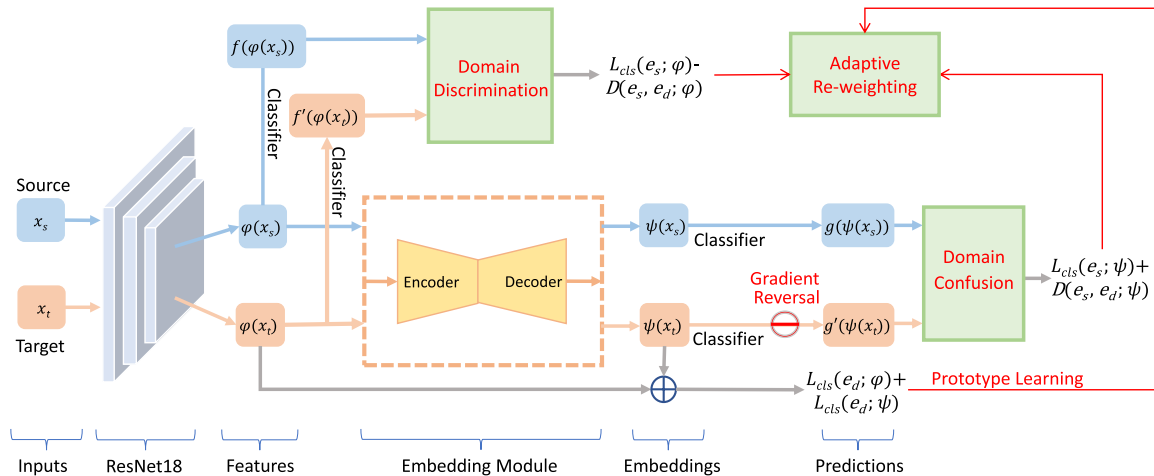 f(φ(x_s))
Domain
Discrimination
L_cls(e_s; φ)-
D(e_s, e_d; φ)
Adaptive
Re-weighting
Classifier
f'(φ(x_t))
Classifier
Source
x_s
φ(x_s)
ψ(x_s)
Classifier
g(ψ(x_s))
Encoder
Decoder
Domain
Confusion
L_cls(e_s; ψ)+
D(e_s, e_d; ψ)
Gradient
Reversal
x_t
Target
φ(x_t)
ψ(x_t)
Classifier
g'(ψ(x_t))
L_cls(e_d; φ)+
L_cls(e_d; ψ)
Prototype Learning
Inputs
ResNet18
Features
Embedding Module
Embeddings
Predictions